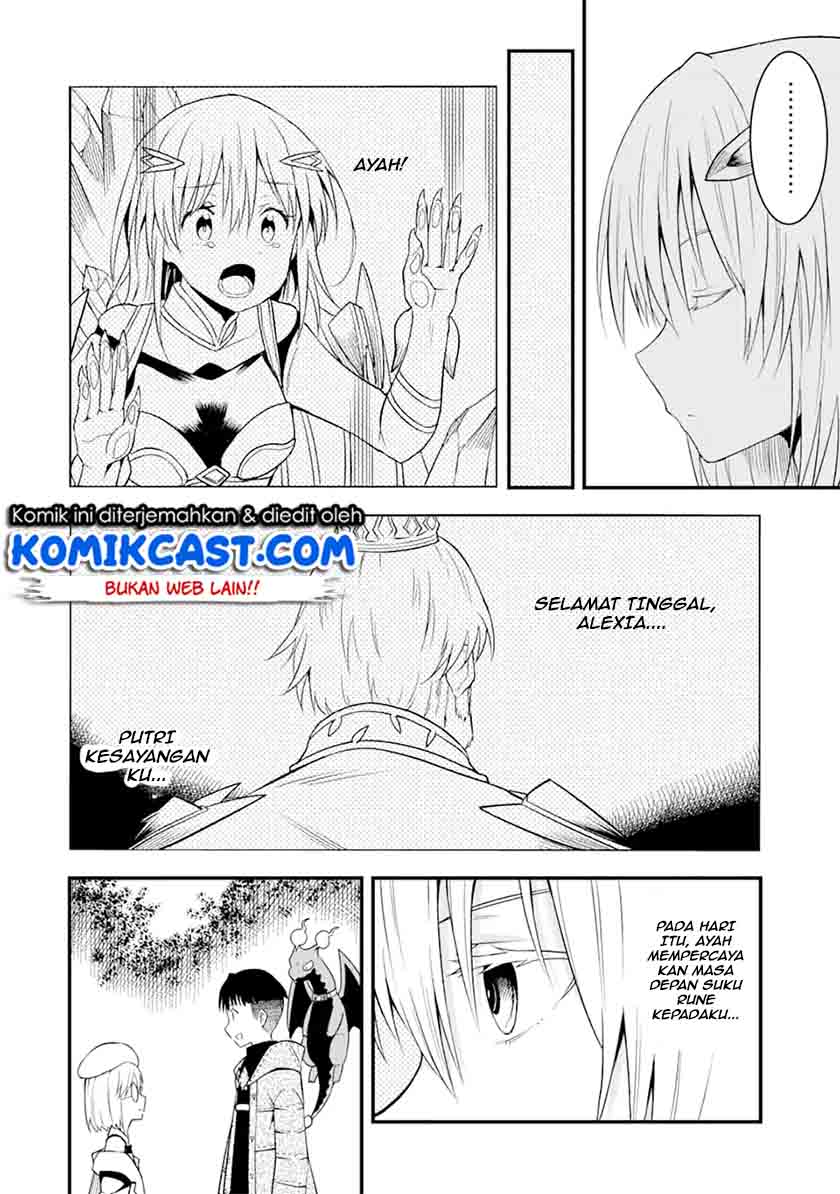 ………
AYAH!
Komik ini diterjemahkan & diedit oleh
KOMIKCAST.COM
BUKAN WEB LAIN!!
SELAMAT TINGGAL,
ALEXIA....
PUTRI
KESAYANGAN
KU...
PADA HARI
ITU, AYAH
MEMPERCAYA
KAN MASA
DEPAN SUKU
RUNE
KEPADAKU...